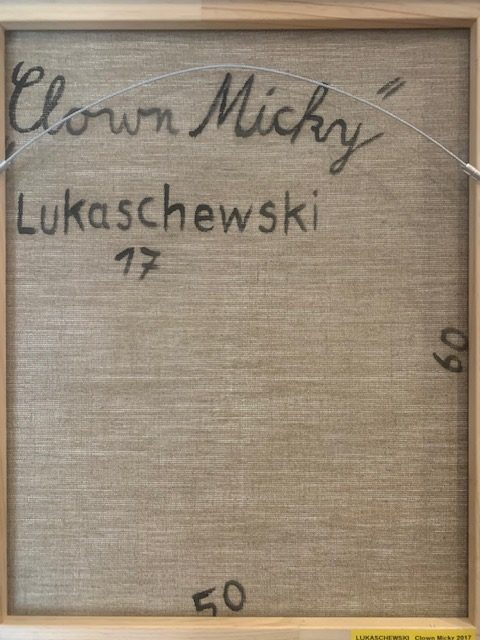 "Clown Micky"
Lukaschewski
17
60
50
LUKASCHEWSKI Clown Micky 2017